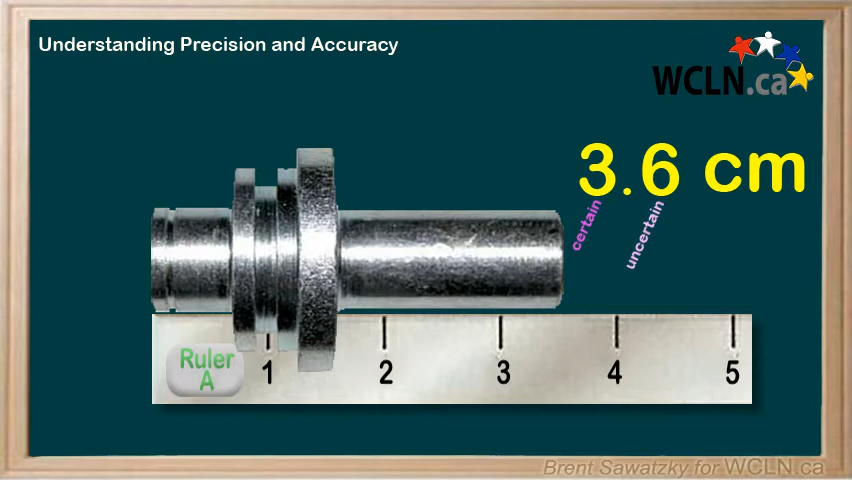 Understanding Precision and Accuracy
WCLN.ca
3.6 cm
certain
uncertain
Ruler
A
1 2 3 4 5
Brent Sawatzky for WCLN.ca